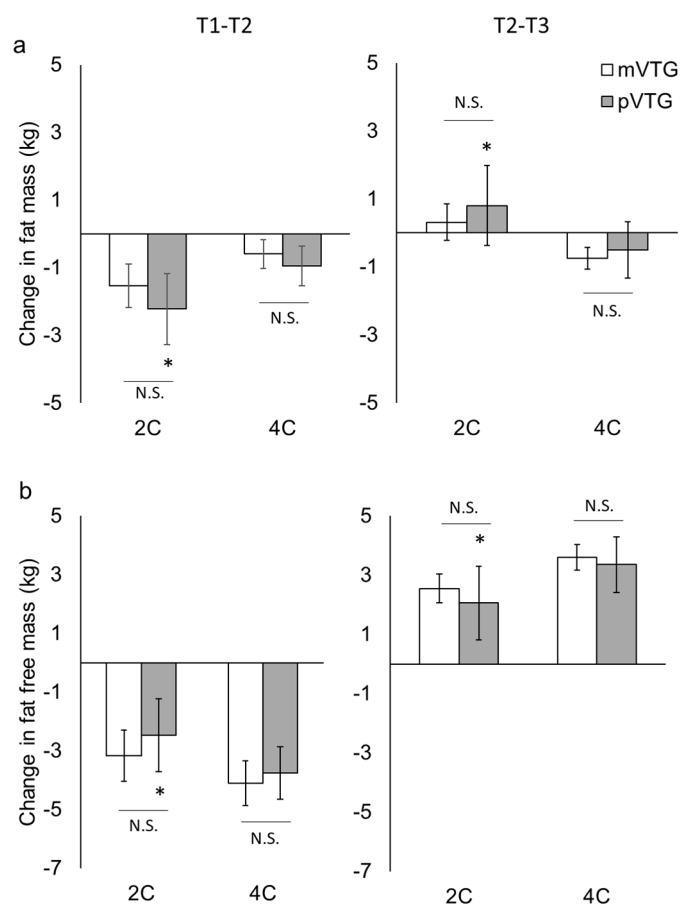 T1-T2
T2-T3
a
Change in fat mass (kg)
5
3
1
-1
-3
-5
*
N.S.
N.S.
2C
4C
5
3
1
-1
-3
-5
N.S.
*
N.S.
2C
4C
mVTG
pVTG
b
Change in fat free mass (kg)
5
3
1
-1
-3
-5
-7
*
N.S.
N.S.
2C
4C
5
3
1
-1
-3
-5
-7
N.S.
*
N.S.
2C
4C